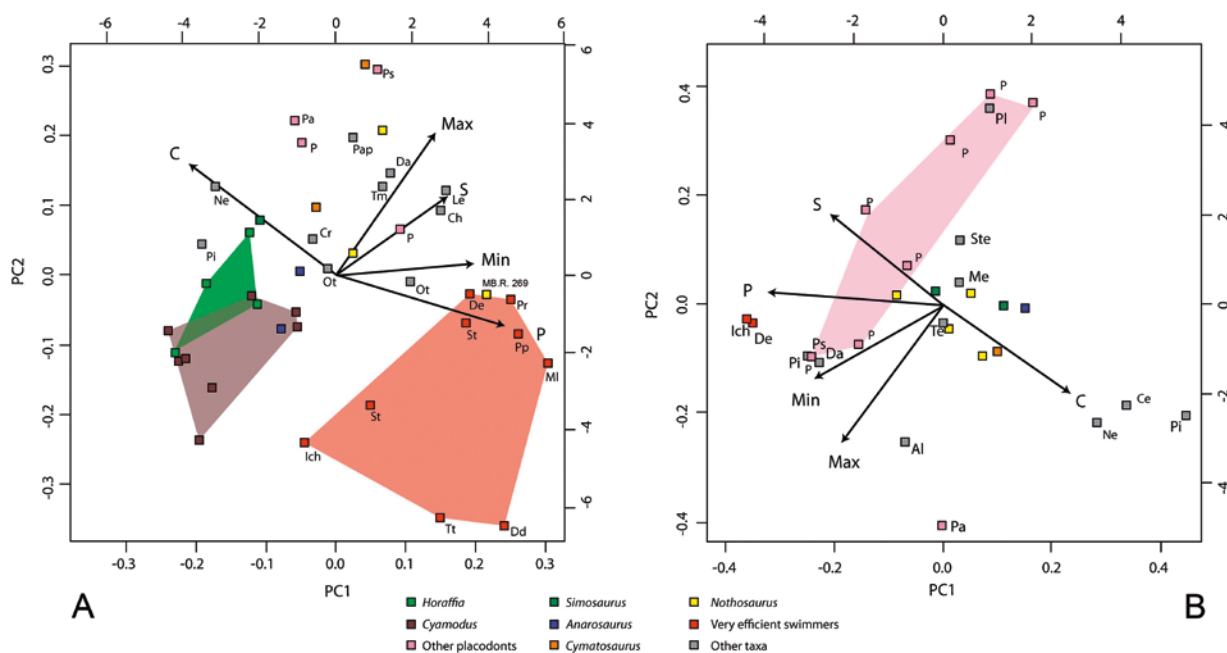 -6 -4 -2 0 2 4 6
-4 -2 0 2 4
PC2
0.3
0.2
0.1
0.0
-0.1
-0.2
-0.3
6
4
2
0
-2
-4
-6
Ps
Pa
P
Pap
Max
Da
Tm
S
Le
Ch
C
Ne
Cr
P
Pi
Ot
Min
Ot
MB.R. 269
De
Pr
St
P
Pp
Ml
St
Ich
Tt
Dd
-0.3 -0.2 -0.1 0.0 0.1 0.2 0.3
PC1
A
PC2
0.4
0.2
0.0
-0.2
-0.4
4
2
0
-2
-4
P
P
Pl
P
S
P
Ste
P
Me
P
Ich
De
Te
P
Ps
Pi
Da
P
Min
C
Ce
Max
Ne
Pi
Al
Pa
-0.4 -0.2 0.0 0.2 0.4
PC1
B
Horaffia Simosaurus Nothosaurus
Cyamodus Anarosaurus Very efficient swimmers
Other placodonts Cymatosaurus Other taxa